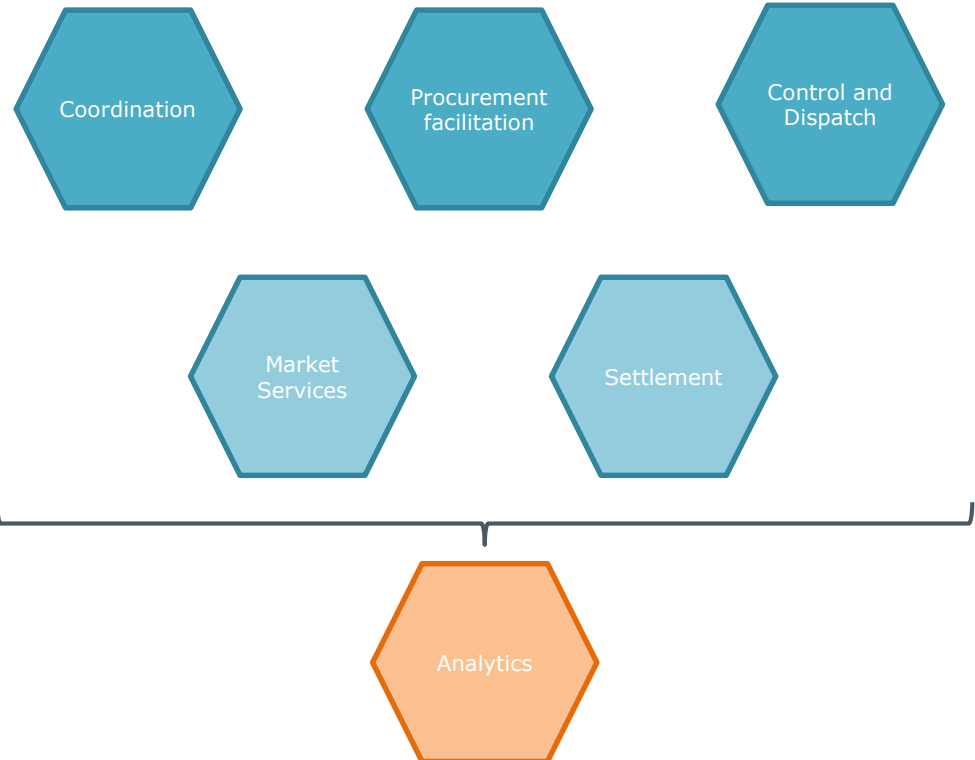 Coordination
Procurement
facilitation
Control and
Dispatch
Market
Services
Settlement
Analytics